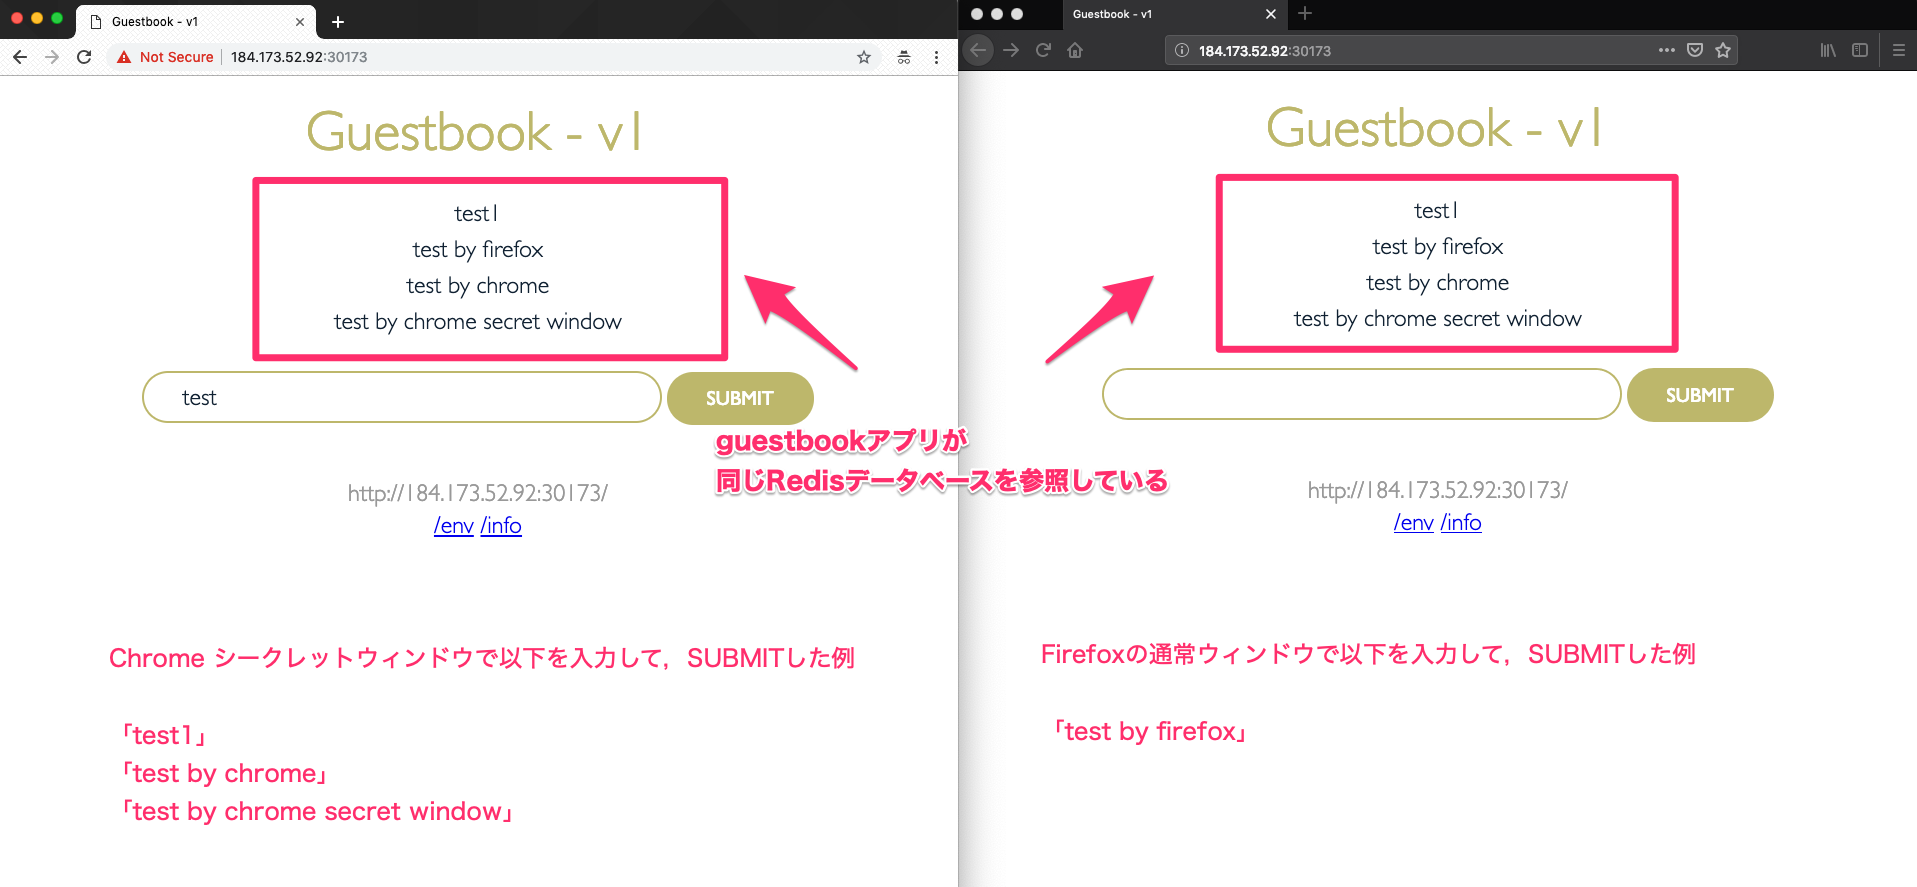 Guestbook - v1
Not Secure
184.173.52.92:30173
Guestbook - v1
test1
test by firefox
test by chrome
test by chrome secret window
test
SUBMIT
http://184.173.52.92:30173/
/env /info
Chrome シークレットウィンドウで以下を入力して，SUBMITした例
「test1」
「test by chrome」
「test by chrome secret window」
guestbookアプリが
同じRedisデータベースを参照している
Guestbook - v1
184.173.52.92:30173
Guestbook - v1
test1
test by firefox
test by chrome
test by chrome secret window
SUBMIT
http://184.173.52.92:30173/
/env /info
Firefoxの通常ウィンドウで以下を入力して，SUBMITした例
「test by firefox」